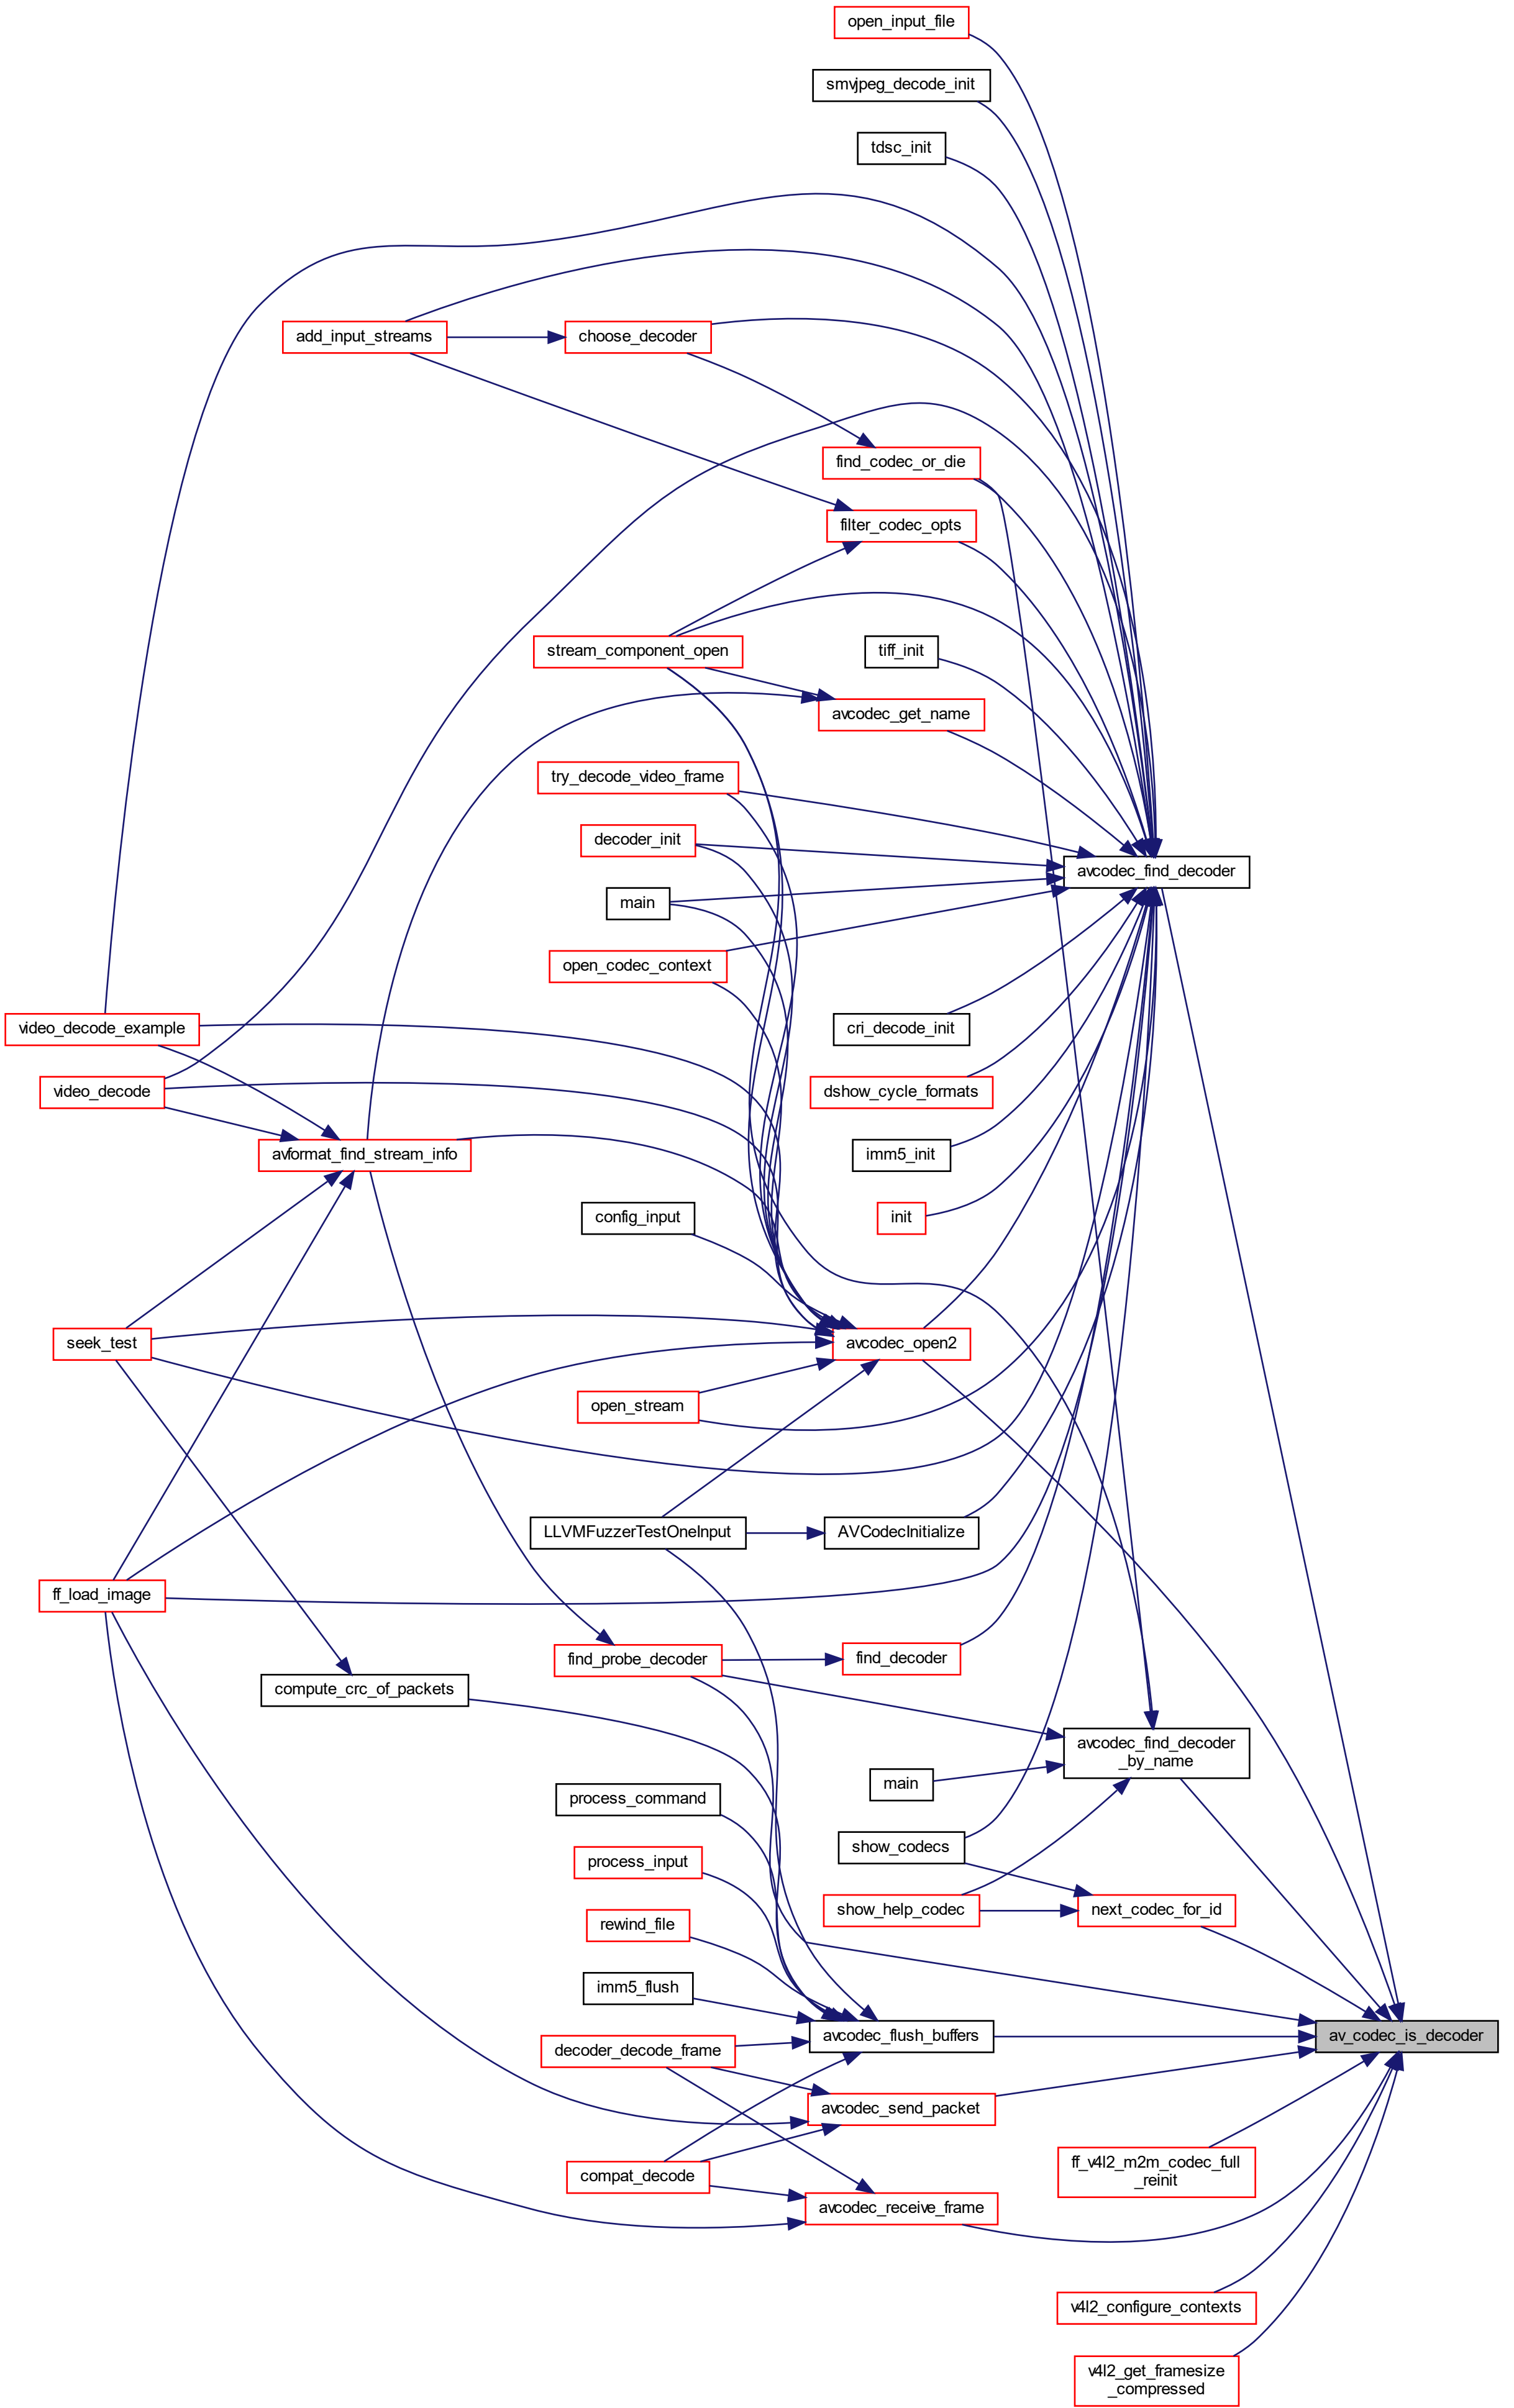 open_input_file
smvjpeg_decode_init
tdsc_init
add_input_streams
choose_decoder
find_codec_or_die
filter_codec_opts
stream_component_open
tiff_init
avcodec_get_name
try_decode_video_frame
decoder_init
avcodec_find_decoder
main
open_codec_context
video_decode_example
cri_decode_init
video_decode
dshow_cycle_formats
avformat_find_stream_info
imm5_init
config_input
init
seek_test
avcodec_open2
open_stream
LLVMFuzzerTestOneInput
AVCodecInitialize
ff_load_image
find_probe_decoder
find_decoder
compute_crc_of_packets
avcodec_find_decoder
_by_name
main
process_command
show_codecs
process_input
show_help_codec
next_codec_for_id
rewind_file
imm5_flush
avcodec_flush_buffers
av_codec_is_decoder
decoder_decode_frame
avcodec_send_packet
ff_v4l2_m2m_codec_full
_reinit
compat_decode
avcodec_receive_frame
v4l2_configure_contexts
v4l2_get_framesize
_compressed